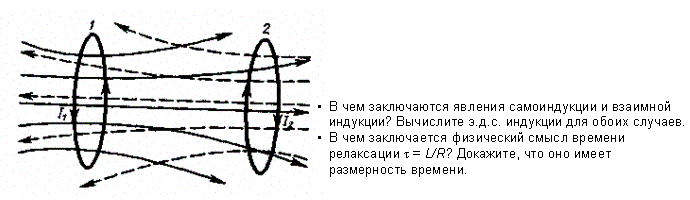 1
2
I₁
I₂
• В чем заключаются явления самоиндукции и взаимной
индукции? Вычислите э.д.с. индукции для обоих случаев.
• В чем заключается физический смысл времени
релаксации τ = L/R? Докажите, что оно имеет
размерность времени.